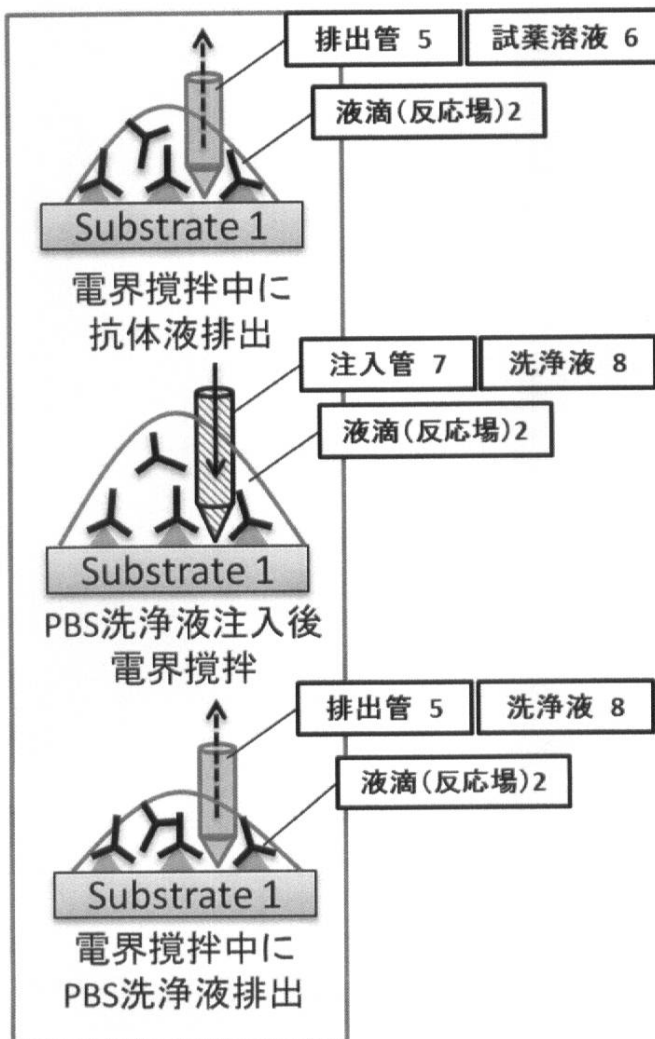 排出管 5
試薬溶液 6
液滴(反応場)2
Substrate 1
電界撹拌中に
抗体液排出
注入管 7
洗浄液 8
液滴(反応場)2
Substrate 1
PBS洗浄液注入後
電界撹拌
排出管 5
洗浄液 8
液滴(反応場)2
Substrate 1
電界撹拌中に
PBS洗浄液排出